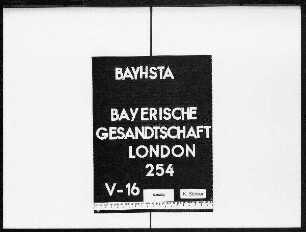 BAYHSTA
BAYERISCHE
GESANDTSCHAFT
LONDON
254
V-16